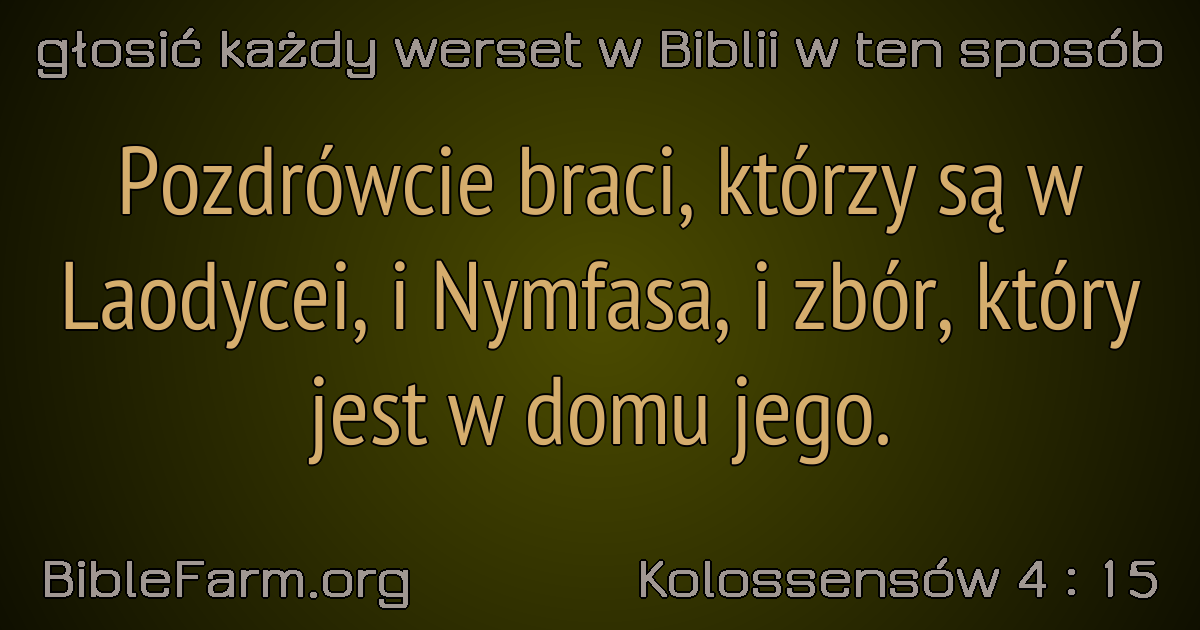 głosić każdy werset w Biblii w ten sposób
Pozdrówcie braci, którzy są w
Laodycei, i Nymfasa, i zbór, który
jest w domu jego.
BibleFarm.org
Kolossensów 4 : 15